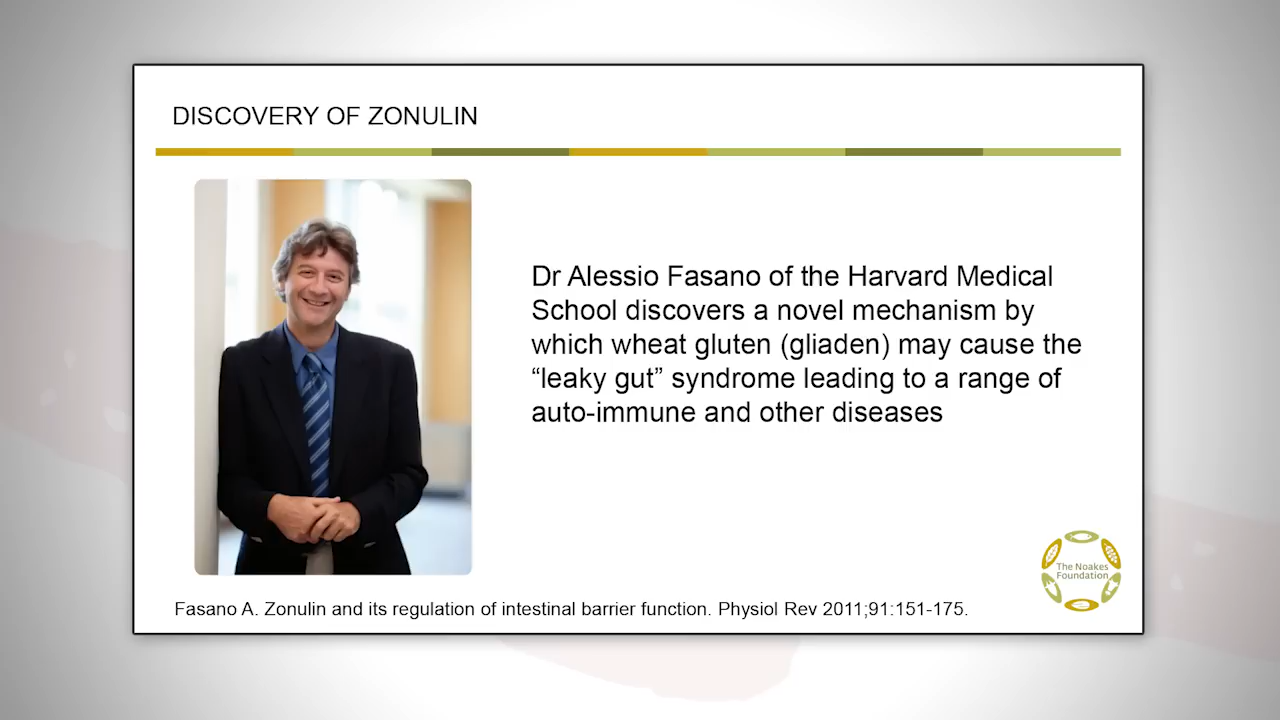 DISCOVERY OF ZONULIN
Dr Alessio Fasano of the Harvard Medical
School discovers a novel mechanism by
which wheat gluten (gliaden) may cause the
“leaky gut” syndrome leading to a range of
auto-immune and other diseases
The Noakes
Foundation
Fasano A. Zonulin and its regulation of intestinal barrier function. Physiol Rev 2011;91:151-175.